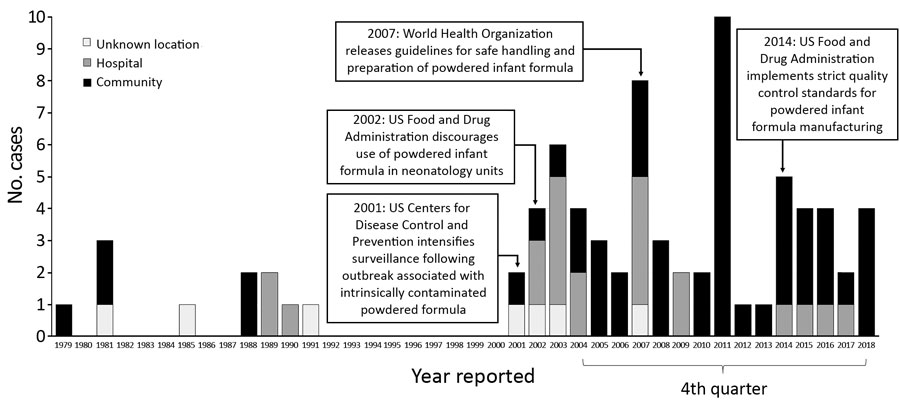 10
9
8
7
6
5
4
3
2
1
0
No. cases
Unknown location
Hospital
Community
2007: World Health Organization
releases guidelines for safe handling and
preparation of powdered infant formula
2002: US Food and Drug
Administration discourages
use of powdered infant
formula in neonatology units
2001: US Centers for
Disease Control and
Prevention intensifies
surveillance following
outbreak associated with
intrinsically contaminated
powdered formula
2014: US Food and
Drug Administration
implements strict quality
control standards for
powdered infant
formula manufacturing
1979 1980 1981 1982 1983 1984 1985 1986 1987 1988 1989 1990 1991 1992 1993 1994 1995 1996 1997 1998 1999 2000 2001 2002 2003 2004 2005 2006 2007 2008 2009 2010 2011 2012 2013 2014 2015 2016 2017 2018
Year reported
4th quarter